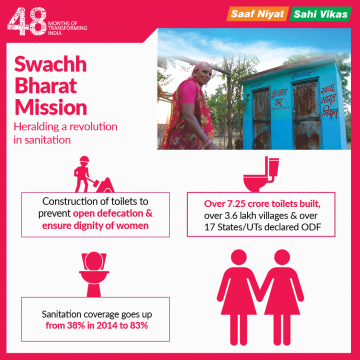 48 MONTHS OF
TRANSFORMING
INDIA
Saaf Niyat Sahi Vikas
Swachh
Bharat
Mission
Heralding a revolution
in sanitation
Construction of toilets to
prevent open defecation &
ensure dignity of women
Over 7.25 crore toilets built,
over 3.6 lakh villages & over
17 States/UTs declared ODF
Sanitation coverage goes up
from 38% in 2014 to 83%